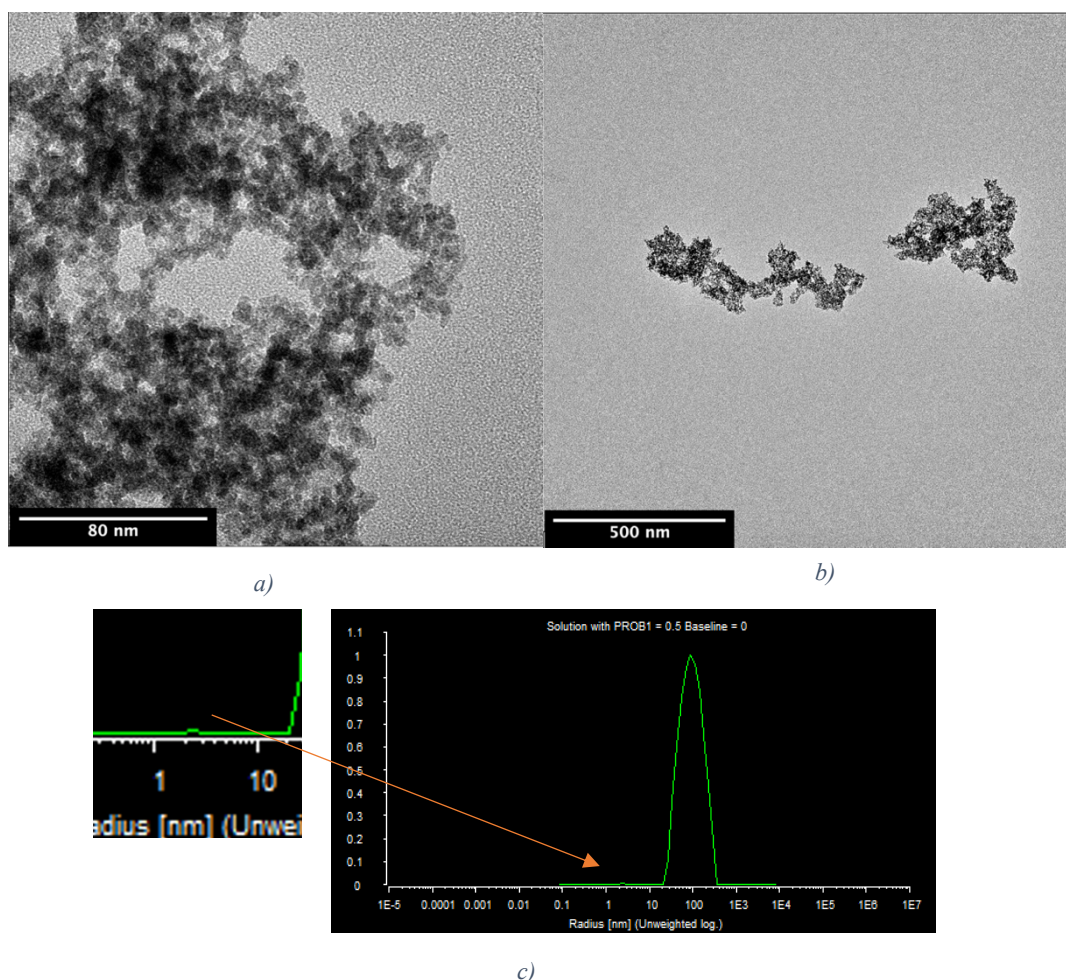 80 nm
500 nm
a)
b)
1 10
adius [nm] (Unwei
Solution with PROB1 = 0.5 Baseline = 0
1.1
1
0.9
0.8
0.7
0.6
0.5
0.4
0.3
0.2
0.1
0
1E-5 0.0001 0.001 0.01 0.1 1 10 100 1E3 1E4 1E5 1E6 1E7
Radius [nm] (Unweighted log.)
c)